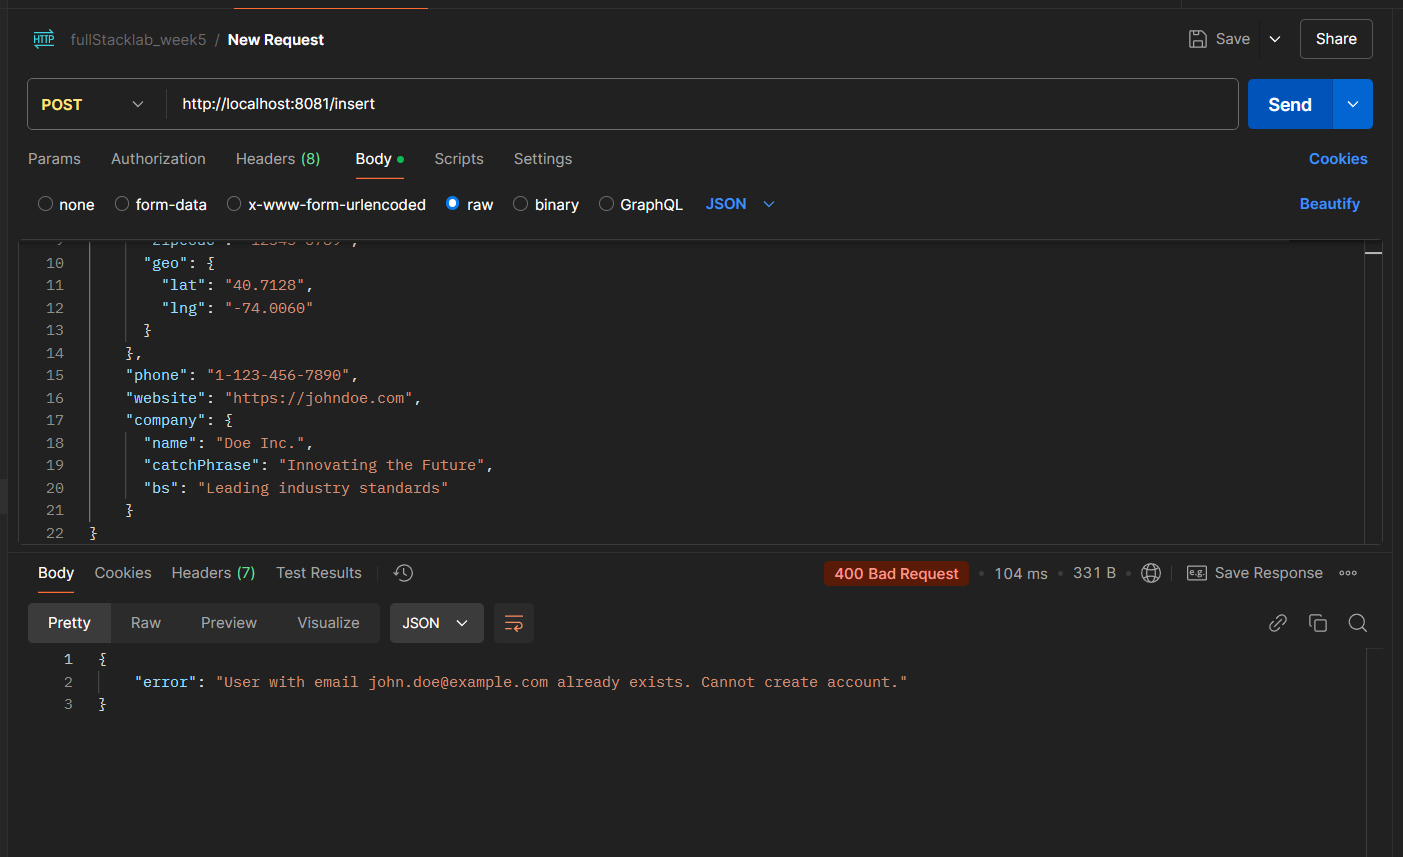 HTTP fullStacklab_week5 / New Request Save Share
POST http://localhost:8081/insert Send
Params Authorization Headers (8) Body Scripts Settings Cookies
none form-data x-www-form-urlencoded raw binary GraphQL JSON Beautify
10 "geo": {
11 "lat": "40.7128",
12 "lng": "-74.0060"
13 }
14 },
15 "phone": "1-123-456-7890",
16 "website": "https://johndoe.com",
17 "company": {
18 "name": "Doe Inc.",
19 "catchPhrase": "Innovating the Future",
20 "bs": "Leading industry standards"
21 }
22 }
Body Cookies Headers (7) Test Results 400 Bad Request 104 ms 331 B e.g. Save Response
Pretty Raw Preview Visualize JSON
1 {
2 "error": "User with email john.doe@example.com already exists. Cannot create account."
3 }